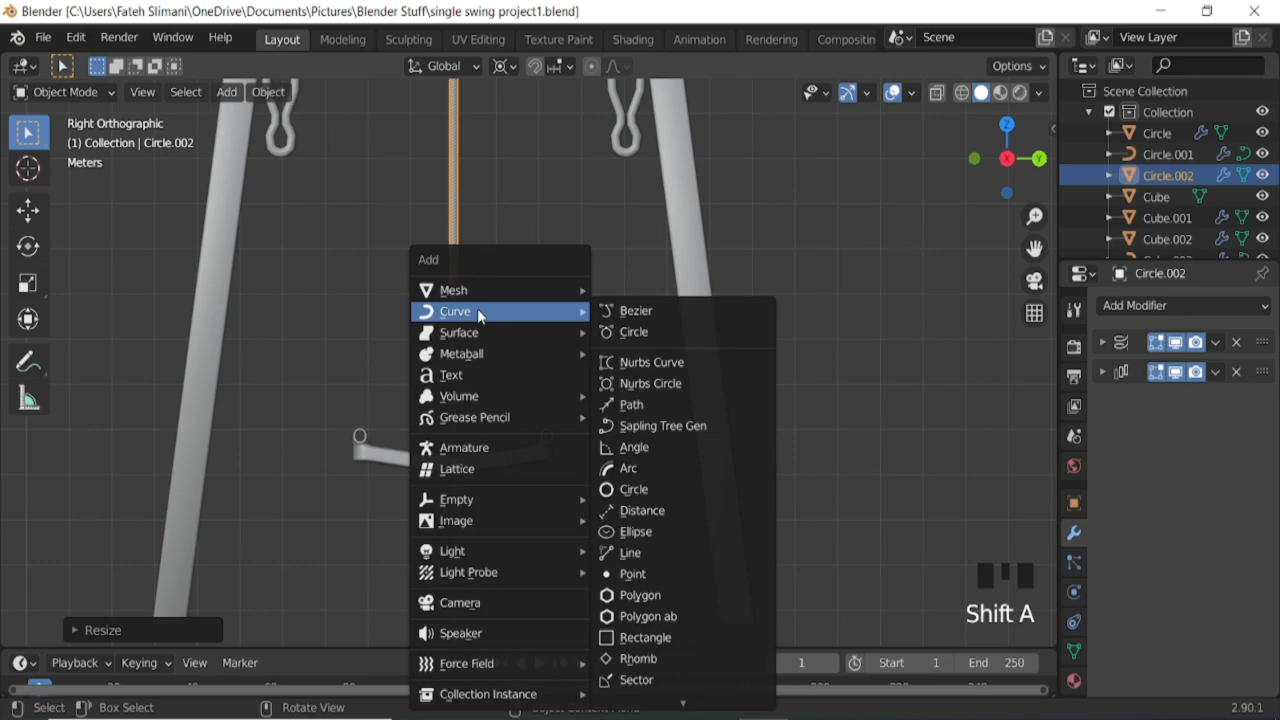 Blender [C:\Users\Fateh Slimani\OneDrive\Documents\Pictures\Blender Stuff\single swing project1.blend]
File Edit Render Window Help Layout Modeling Sculpting UV Editing Texture Paint Shading Animation Rendering Compositin Scene View Layer
Global Options
Object Mode View Select Add Object
Right Orthographic
(1) Collection | Circle.002
Meters
Z
X
Y
Scene Collection
Collection
Circle
Circle.001
Circle.002
Cube
Cube.001
Cube.002
Circle.002
Add Modifier
Add
Mesh
Curve
Surface
Metaball
Text
Volume
Grease Pencil
Armature
Lattice
Empty
Image
Light
Light Probe
Camera
Speaker
Force Field
Collection Instance
Bezier
Circle
Nurbs Curve
Nurbs Circle
Path
Sapling Tree Gen
Angle
Arc
Circle
Distance
Ellipse
Line
Point
Polygon
Polygon ab
Rectangle
Rhomb
Sector
Shift A
Resize
Playback Keying View Marker 1 Start 1 End 250
Select Box Select Rotate View 2.90.1